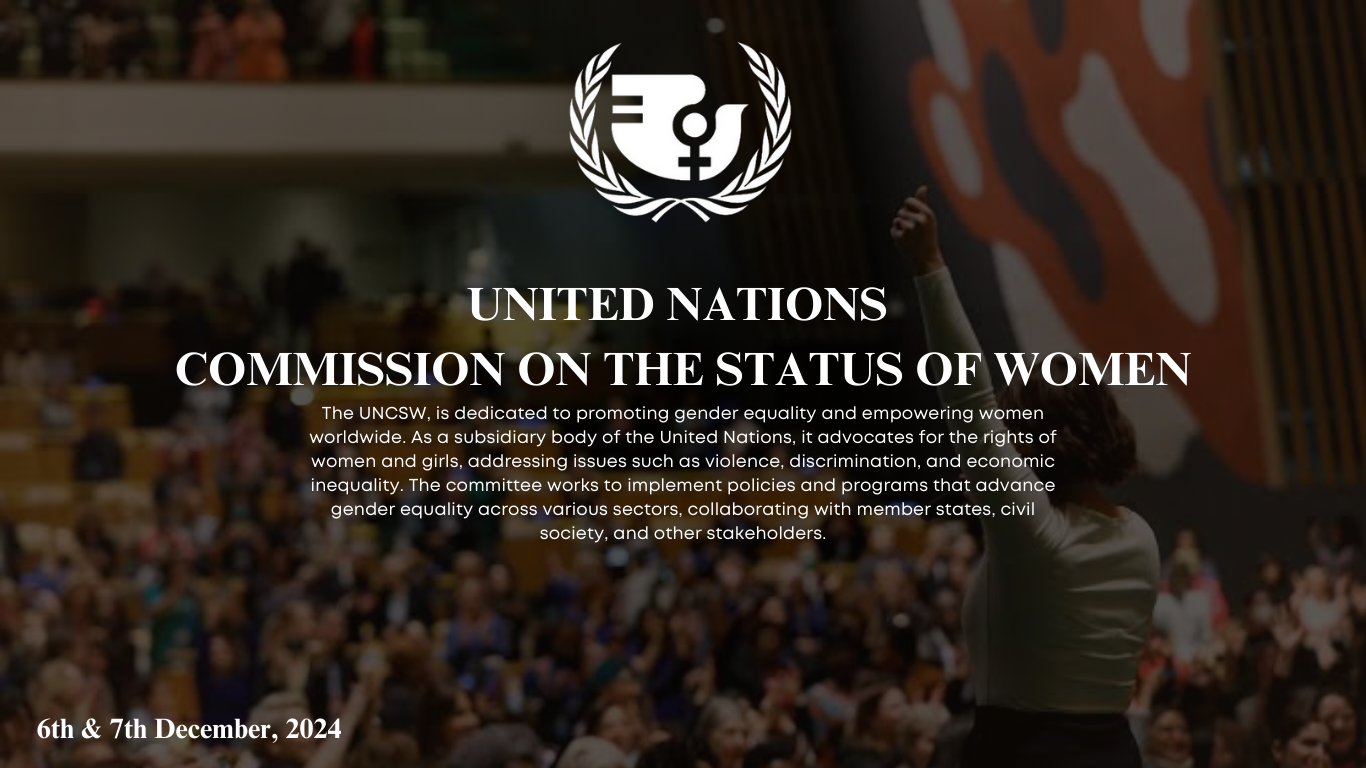 UNITED NATIONS
COMMISSION ON THE STATUS OF WOMEN
The UNCSW, is dedicated to promoting gender equality and empowering women
worldwide. As a subsidiary body of the United Nations, it advocates for the rights of
women and girls, addressing issues such as violence, discrimination, and economic
inequality. The committee works to implement policies and programs that advance
gender equality across various sectors, collaborating with member states, civil
society, and other stakeholders.
6th & 7th December, 2024